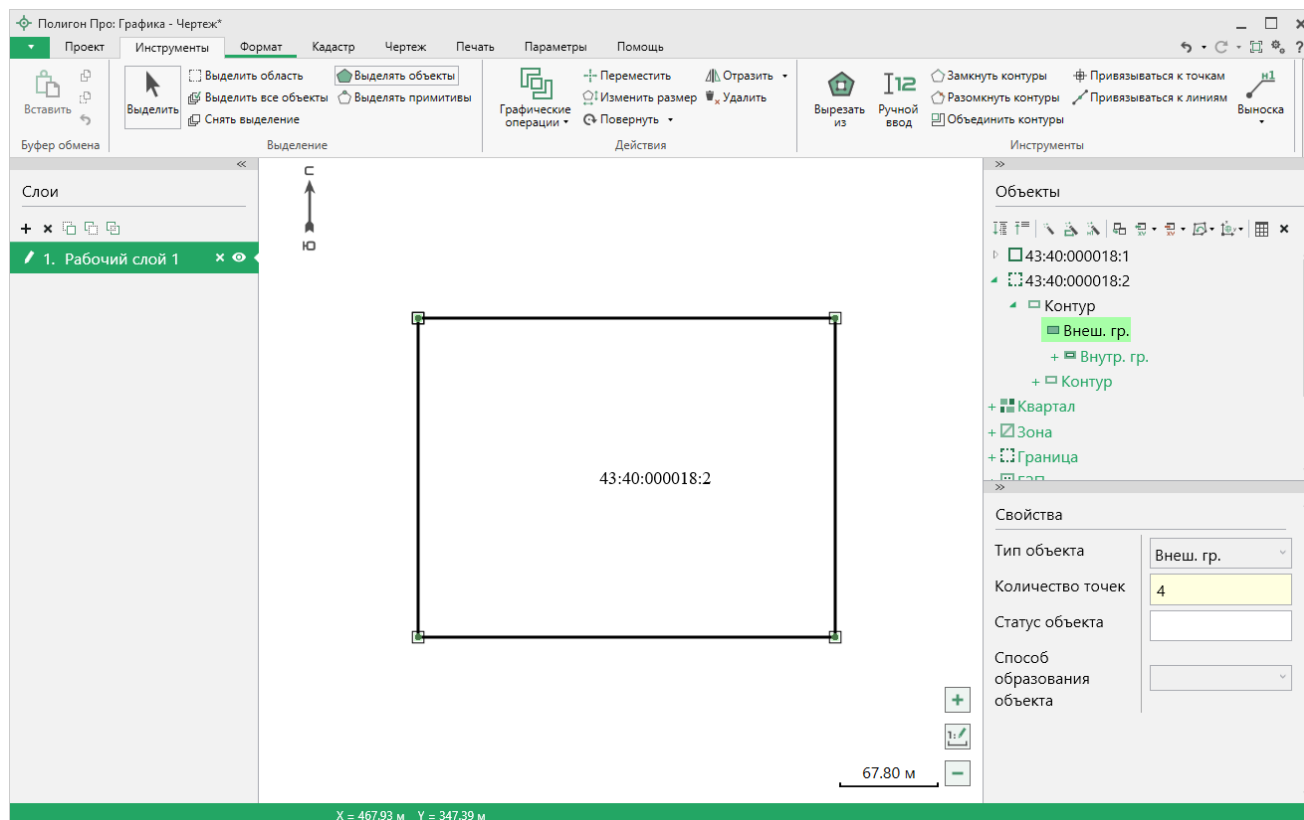 Полигон Про: Графика - Чертеж*
Проект Инструменты Формат Кадастр Чертеж Печать Параметры Помощь
Вставить
Буфер обмена
Выделить
Выделить область
Выделить все объекты
Снять выделение
Выделять объекты
Выделять примитивы
Выделение
Графические операции
Переместить
Изменить размер
Повернуть
Отразить
Удалить
Действия
Вырезать из
Ручной ввод
Замкнуть контуры
Разомкнуть контуры
Объединить контуры
Привязываться к точкам
Привязываться к линиям
Выноска
Инструменты
Слои
1. Рабочий слой 1
С
Ю
43:40:000018:2
67.80 м
Объекты
43:40:000018:1
43:40:000018:2
Контур
Внеш. гр.
+ Внутр. гр.
+ Контур
+ Квартал
+ Зона
+ Граница
Свойства
Тип объекта Внеш. гр.
Количество точек 4
Статус объекта
Способ
образования
объекта
X = 467.93 м Y = 347.39 м